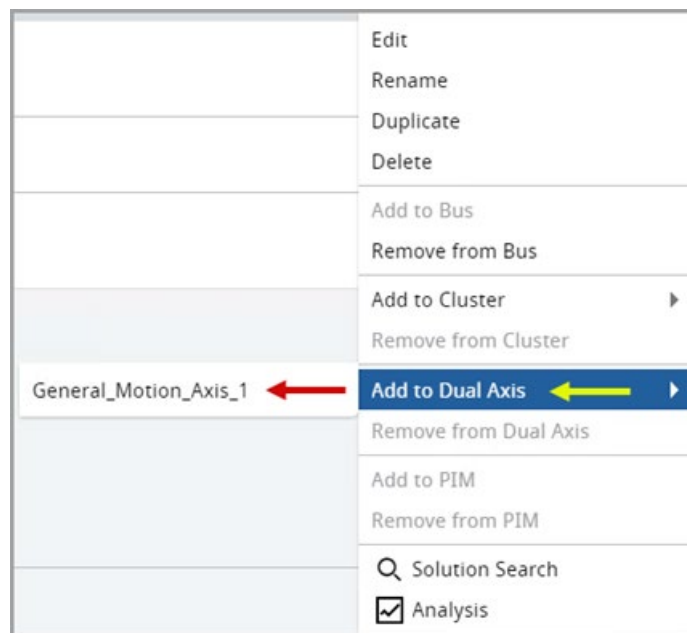 Edit
Rename
Duplicate
Delete
Add to Bus
Remove from Bus
Add to Cluster
Remove from Cluster
General_Motion_Axis_1
Add to Dual Axis
Remove from Dual Axis
Add to PIM
Remove from PIM
Solution Search
Analysis